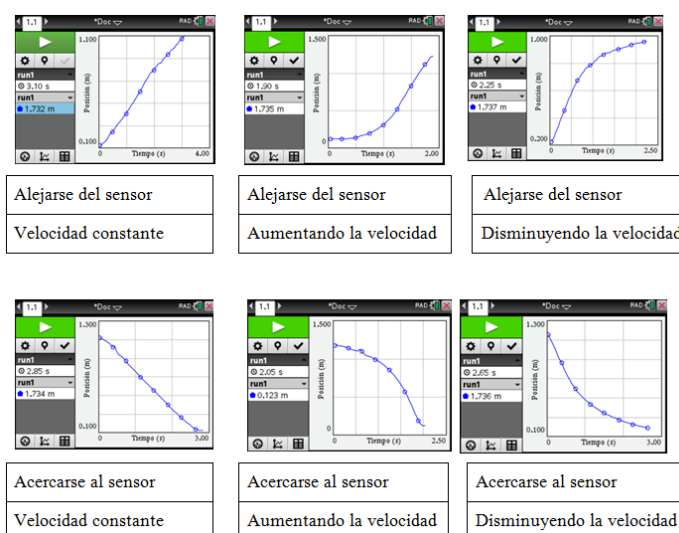 1.1 *Doc RAD
1.100
run1
3.10 s
run1
1.732 m
Posición (m)
0.100
0 Tiempo (s) 4.00
1.1 *Doc RAD
1.500
run1
1.90 s
run1
1.735 m
Posición (m)
0
0 Tiempo (s) 2.00
1.1 *Doc RAD
1.000
run1
2.25 s
run1
1.737 m
Posición (m)
0.200
0 Tiempo (s) 2.50
Alejarse del sensor
Velocidad constante
Alejarse del sensor
Aumentando la velocidad
Alejarse del sensor
Disminuyendo la velocidad
1.1 *Doc RAD
1.300
run1
2.85 s
run1
1.734 m
Posición (m)
0.100
0 Tiempo (s) 3.00
1.1 *Doc RAD
1.500
run1
2.05 s
run1
0.123 m
Posición (m)
0
0 Tiempo (s) 2.50
1.1 *Doc RAD
1.300
run1
2.65 s
run1
1.736 m
Posición (m)
0.100
0 Tiempo (s) 3.00
Acercarse al sensor
Velocidad constante
Acercarse al sensor
Aumentando la velocidad
Acercarse al sensor
Disminuyendo la velocidad